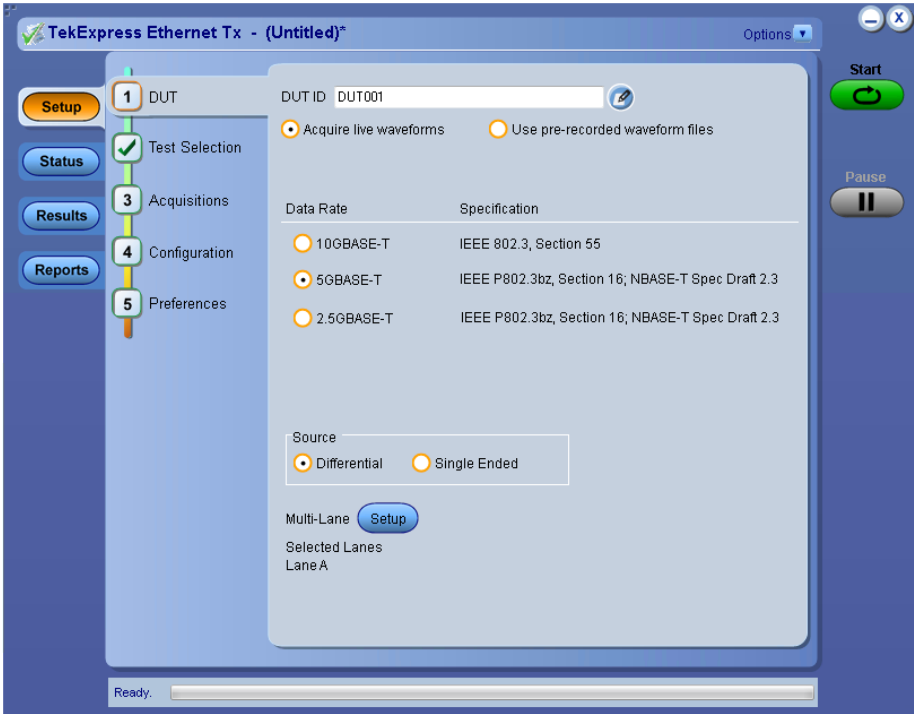 TekExpress Ethernet Tx - (Untitled)*
Options
Start
Pause
Setup
Status
Results
Reports
1 DUT
Test Selection
3 Acquisitions
4 Configuration
5 Preferences
DUT ID DUT001
Acquire live waveforms Use pre-recorded waveform files
Data Rate Specification
10GBASE-T IEEE 802.3, Section 55
5GBASE-T IEEE P802.3bz, Section 16; NBASE-T Spec Draft 2.3
2.5GBASE-T IEEE P802.3bz, Section 16; NBASE-T Spec Draft 2.3
Source
Differential Single Ended
Multi-Lane Setup
Selected Lanes
Lane A
Ready.